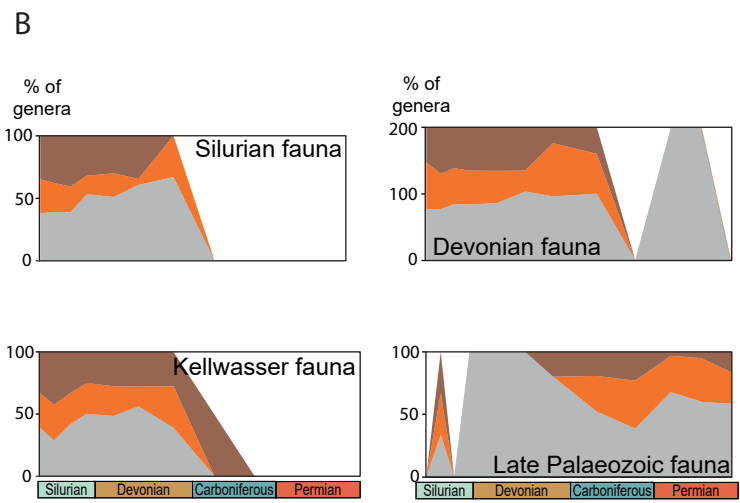 B
% of
genera
100
50
0
Silurian fauna
% of
genera
200
100
0
Devonian fauna
100
50
0
Kellwasser fauna
Silurian Devonian Carboniferous Permian
100
50
0
Late Palaeozoic fauna
Silurian Devonian Carboniferous Permian